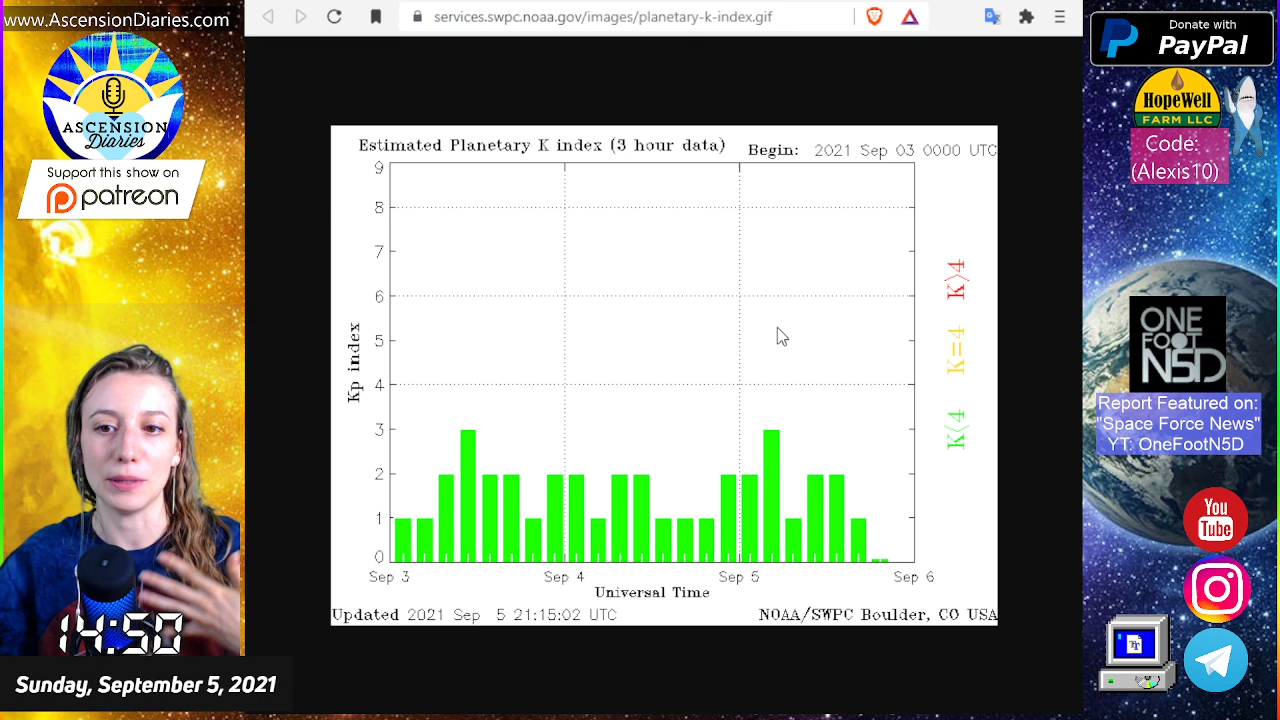 www.AscensionDiaries.com
ASCENSION
Diaries
Support this show on
patreon
14:50
Sunday, September 5, 2021
services.swpc.noaa.gov/images/planetary-k-index.gif
Estimated Planetary K index (3 hour data)
Begin: 2021 Sep 03 0000 UTC
9
8
7
6
5
4
3
2
1
0
Kp index
K>4
K=4
K<4
Sep 3
Sep 4
Sep 5
Sep 6
Universal Time
Updated 2021 Sep 5 21:15:02 UTC
NOAA/SWPC Boulder, CO USA
Donate with
PayPal
HopeWell
FARM LLC
Code:
(Alexis10)
ONE
FOOT
N5D
Report Featured on:
"Space Force News"
YT: OneFootN5D
You
Tube